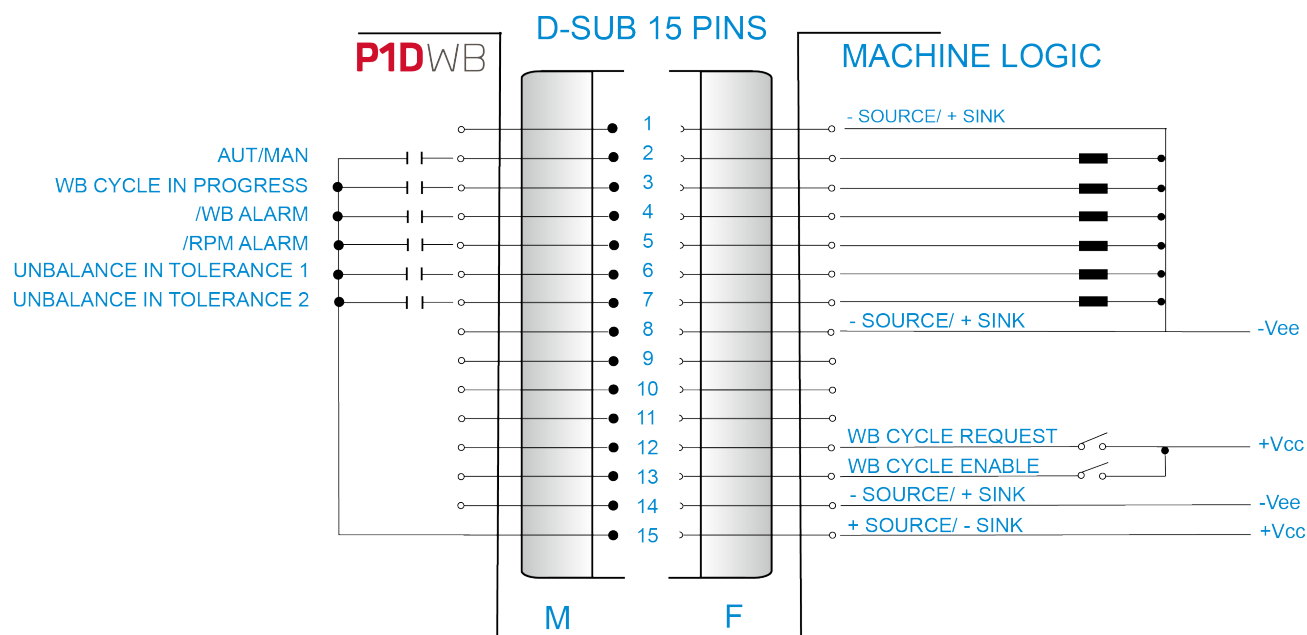 D-SUB 15 PINS
P1DWB
MACHINE LOGIC
1
- SOURCE/ + SINK
AUT/MAN
2
WB CYCLE IN PROGRESS
3
/WB ALARM
4
/RPM ALARM
5
UNBALANCE IN TOLERANCE 1
6
UNBALANCE IN TOLERANCE 2
7
8
- SOURCE/ + SINK
-Vee
9
10
11
12
WB CYCLE REQUEST
+Vcc
13
WB CYCLE ENABLE
14
- SOURCE/ + SINK
-Vee
15
+ SOURCE/ - SINK
+Vcc
M
F